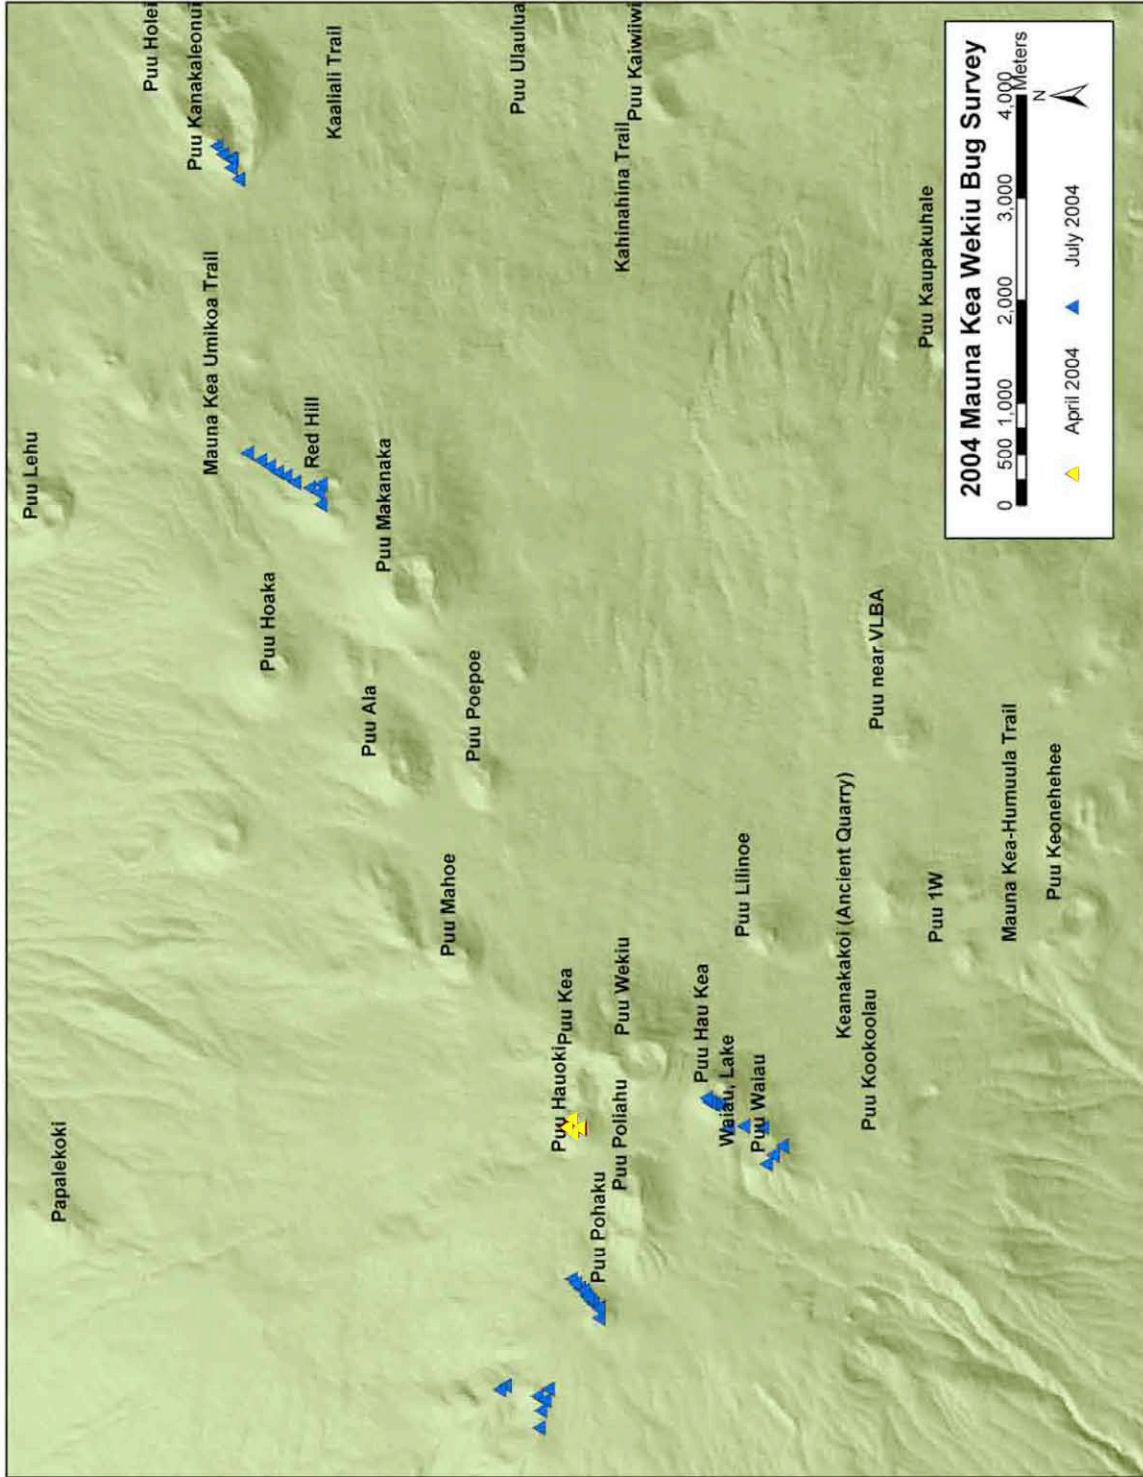 Puu Lehu
Papalekoki
Puu Holei
Puu Kanakaleonui
Mauna Kea Umikoa Trail
Puu Hoaka
Red Hill
Kaaliali Trail
Puu Ala
Puu Makanaka
Puu Mahoe
Puu Poepoe
Puu Ulaulua
Puu Hauoki
Puu Kea
Puu Pohaku
Puu Poliahu
Puu Wekiu
Kahinahina Trail
Puu Kaiwiiwi
Puu Hau Kea
Waiau, Lake
Puu Lilinoe
Puu Waiau
Keanakakoi (Ancient Quarry)
Puu Kookoolau
Puu near VLBA
Puu Kaupakuhale
Puu 1W
Mauna Kea-Humuula Trail
Puu Keonehehee
2004 Mauna Kea Wekiu Bug Survey
0 500 1,000 2,000 3,000 4,000
Meters
N
April 2004 July 2004